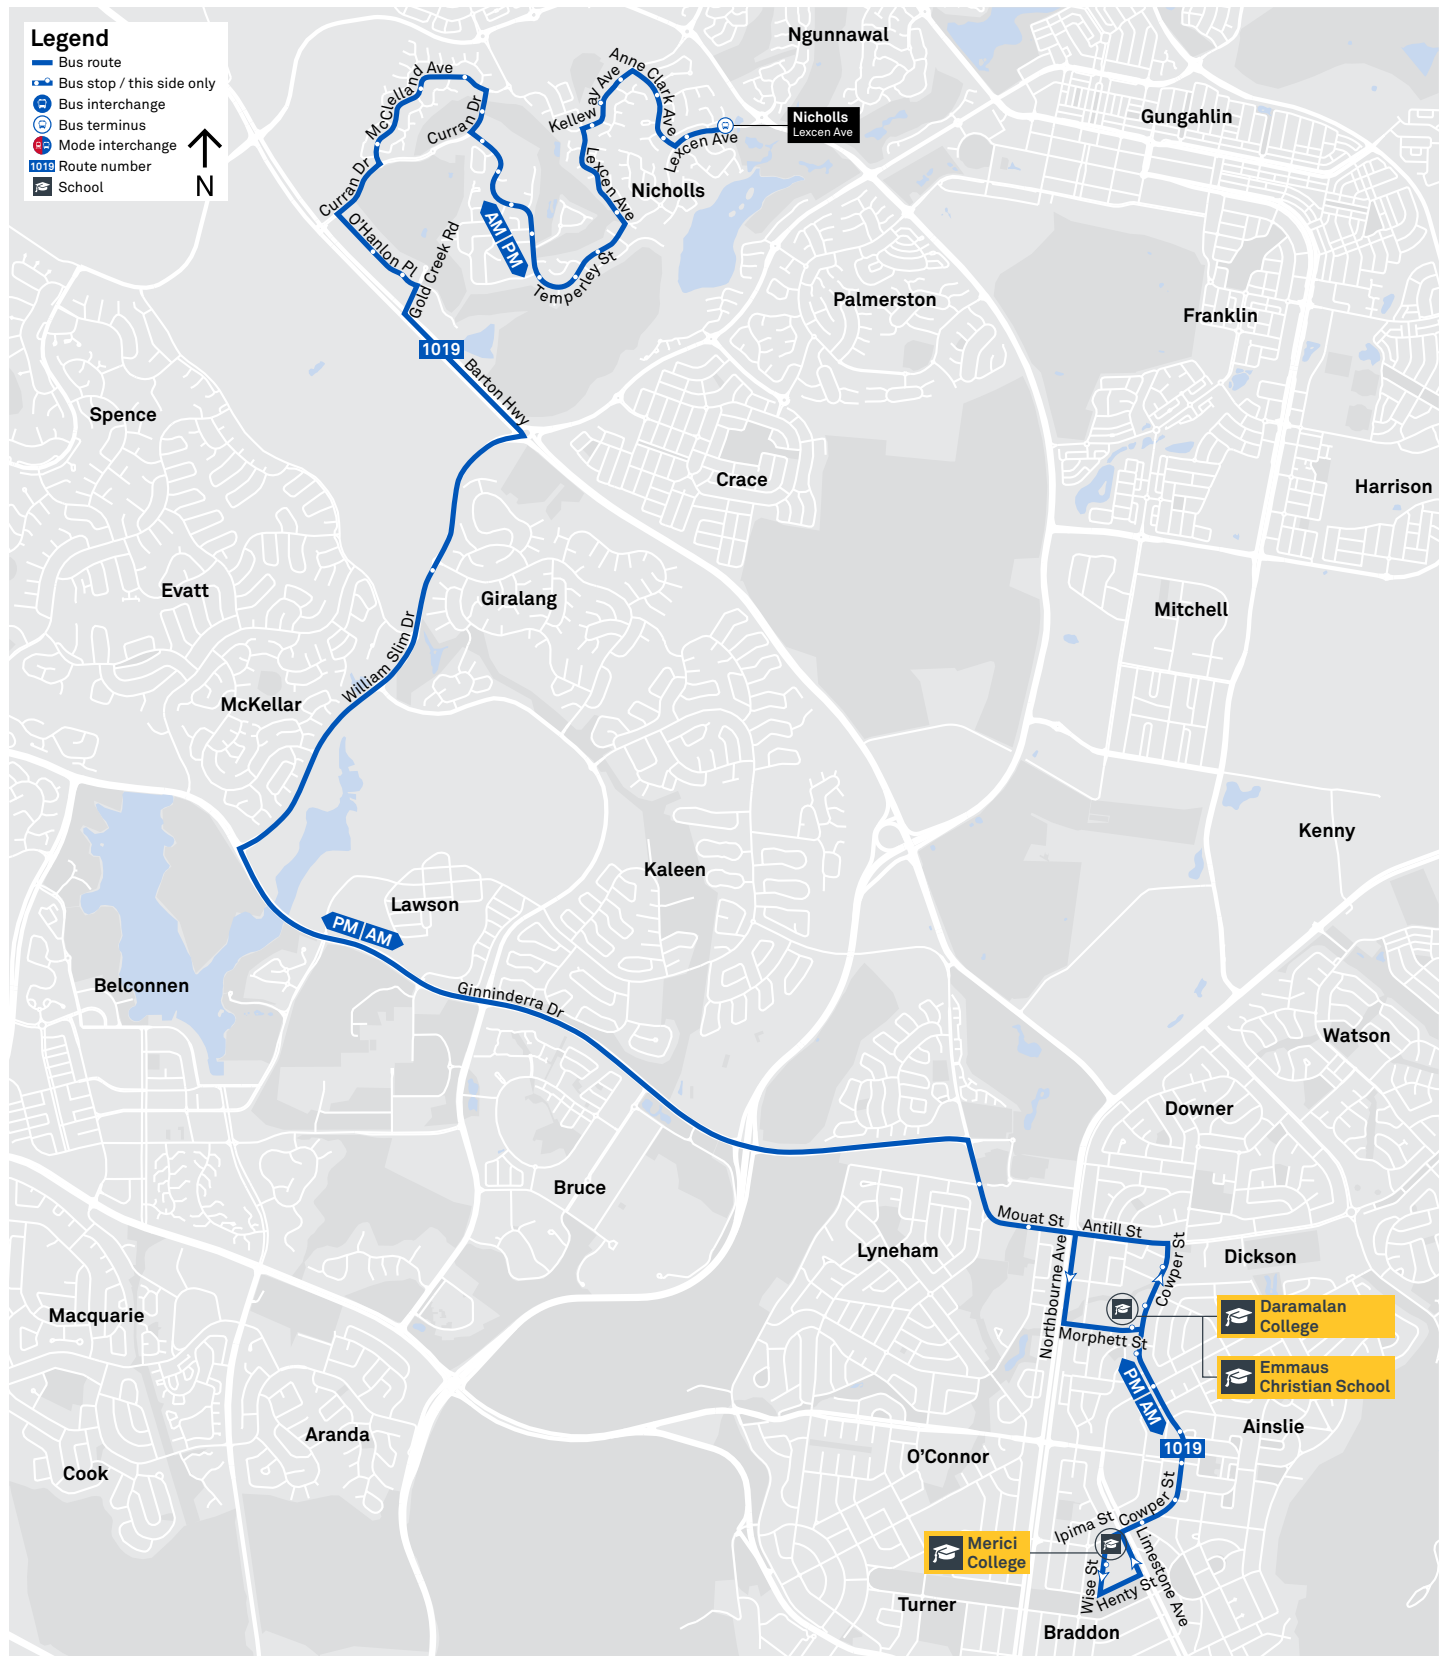 Legend
Bus route
Bus stop / this side only
Bus interchange
Bus terminus
Mode interchange
1019 Route number
School
N
Ngunnawal
Gungahlin
Nicholls
Lexcen Ave
McClelland Ave
Curran Dr
Curran Dr
O'Hanlon Pl
Gold Creek Rd
Anne Clark Ave
Kellaway Ave
Lexcen Ave
Lexcen Ave
Nicholls
AM PM
Temperley St
Palmerston
Franklin
1019
Barton Hwy
Spence
Crace
Harrison
Evatt
Giralang
Mitchell
William Slim Dr
McKellar
Kenny
Kaleen
Lawson
PM AM
Belconnen
Ginninderra Dr
Watson
Downer
Bruce
Mouat St
Antill St
Lyneham
Northbourne Ave
Cowper St
Dickson
Macquarie
Daramalan
College
Morphett St
Emmaus
Christian School
PM AM
Aranda
Ainslie
1019
O'Connor
Cook
Cowper St
Ipima St
Merici
College
Limestone Ave
Wise St
Henty St
Turner
Braddon